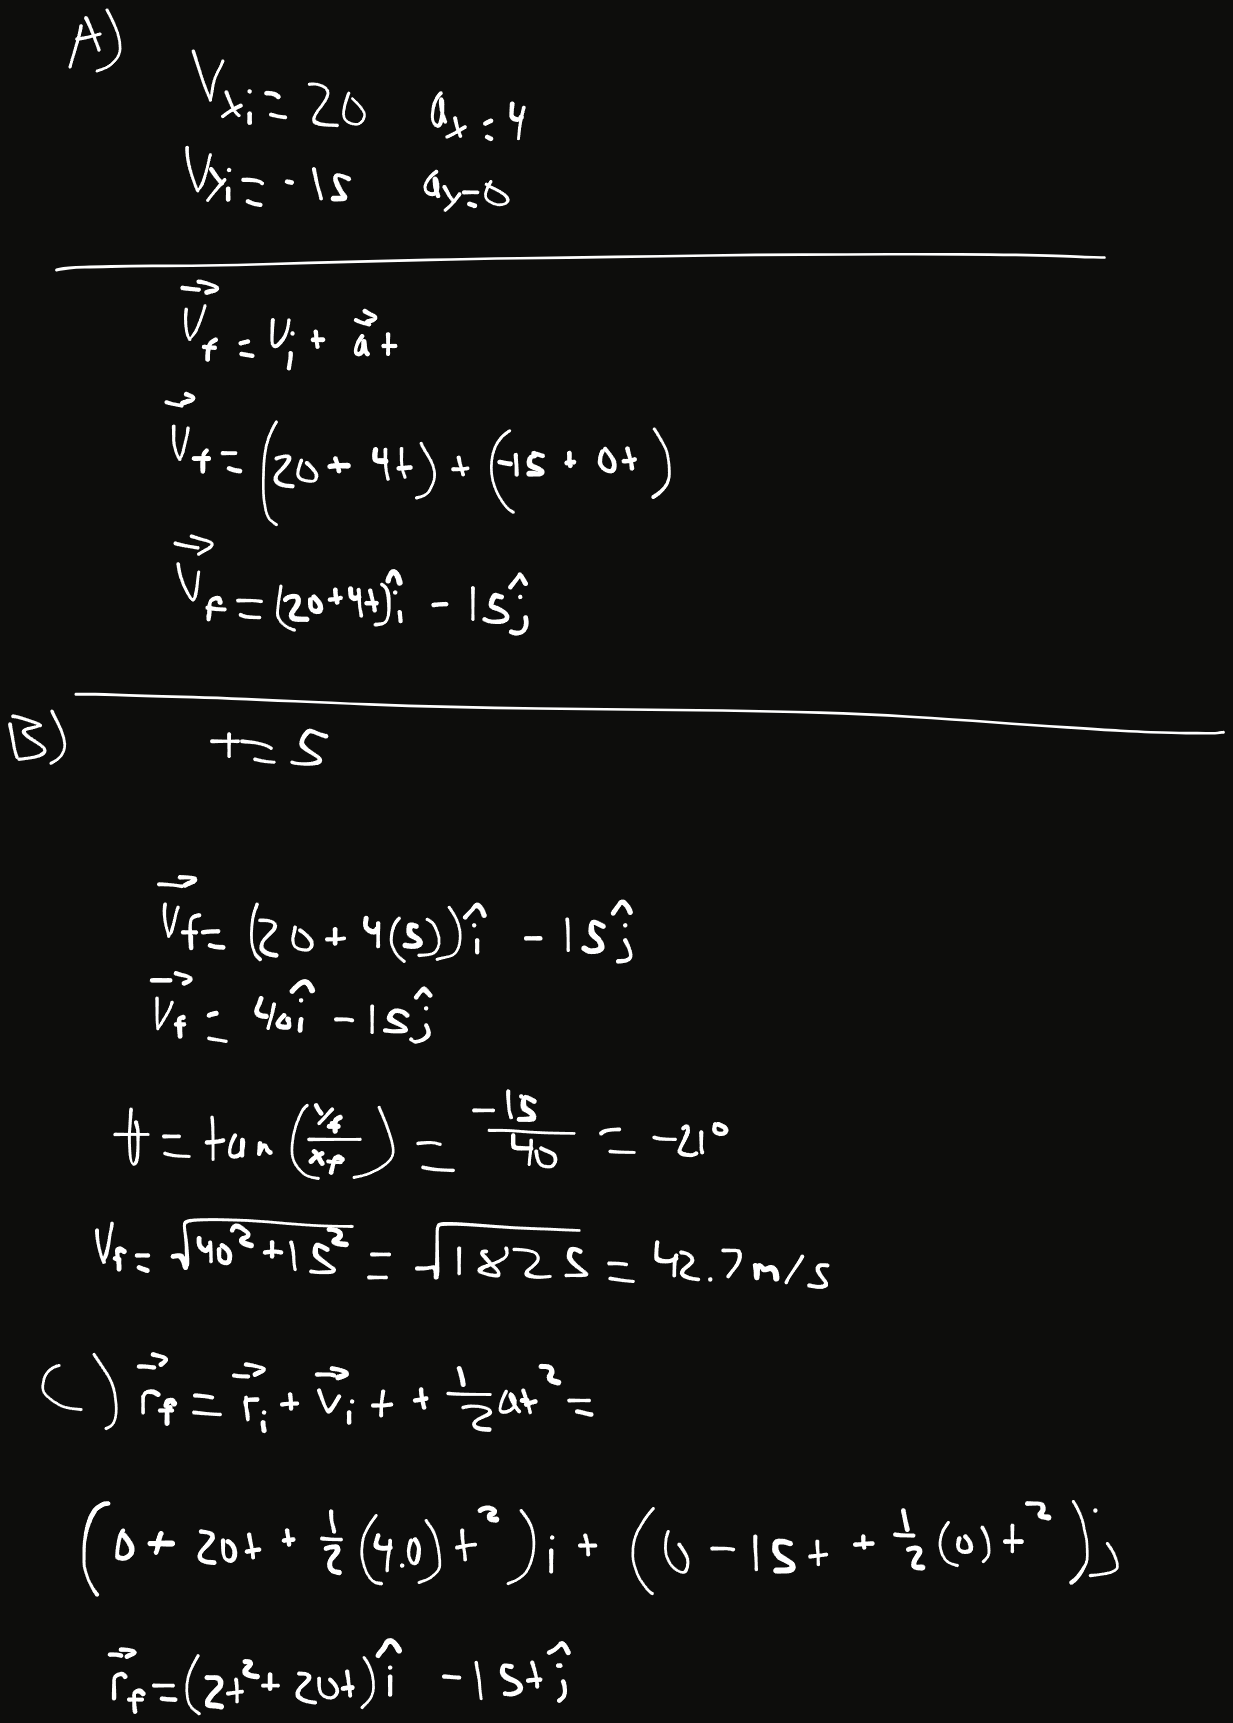 A)
Vxi = 20 ax = 4
Vyi = -15 ay = 0
V⃗f = Vi + a⃗t
V⃗f = (20 + 4t) + (-15 + 0t)
V⃗f = (20+4t)î - 15ĵ
B) t = 5
V⃗f = (20 + 4(5))î - 15ĵ
V⃗f = 40î - 15ĵ
= tan(yf/xf) = -15/40 = -21°
Vf = √(40² + 15²) = √1825 = 42.7 m/s
C) r⃗f = r⃗i + v⃗i t + 1/2 at² =
(0 + 20t + 1/2 (4.0)t²)i + (0 - 15t + 1/2 (0)t²)j
r⃗f = (2t² + 20t)î - 15tĵ